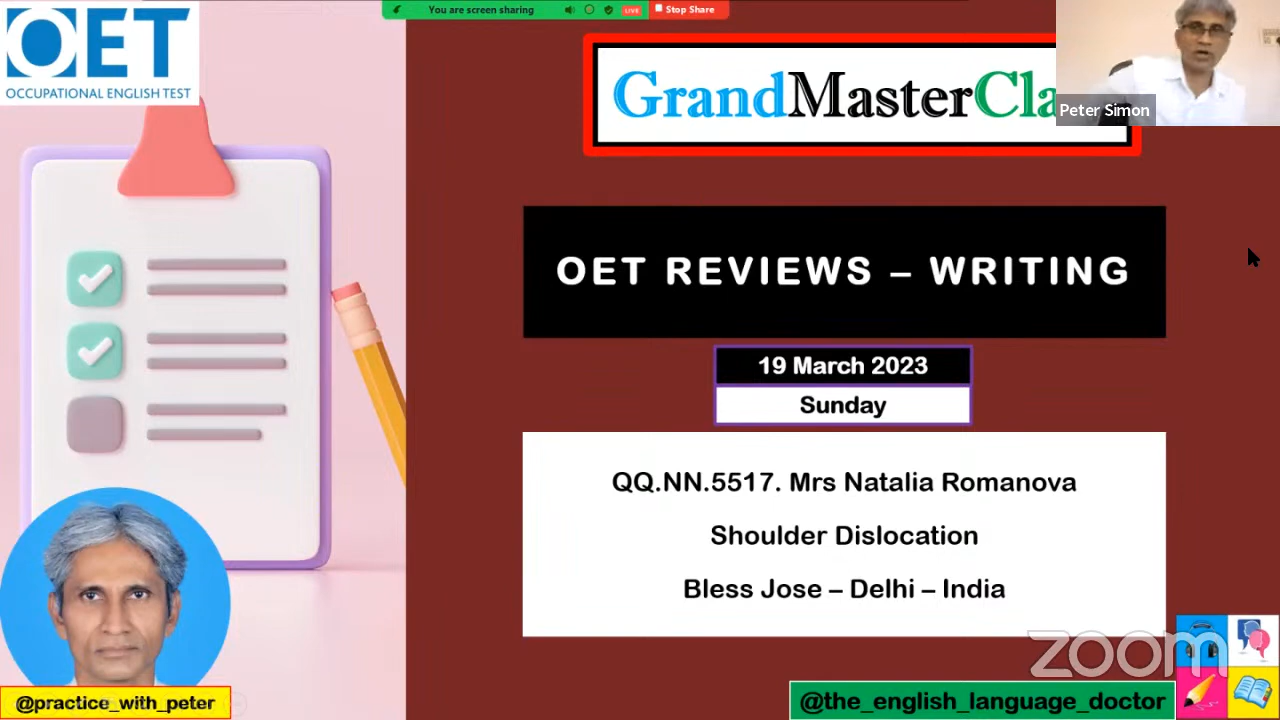 You are screen sharing
LIVE
Stop Share
OET
OCCUPATIONAL ENGLISH TEST
GrandMasterCla
Peter Simon
OET REVIEWS – WRITING
19 March 2023
Sunday
QQ.NN.5517. Mrs Natalia Romanova
Shoulder Dislocation
Bless Jose – Delhi – India
zoom
@practice_with_peter
@the_english_language_doctor